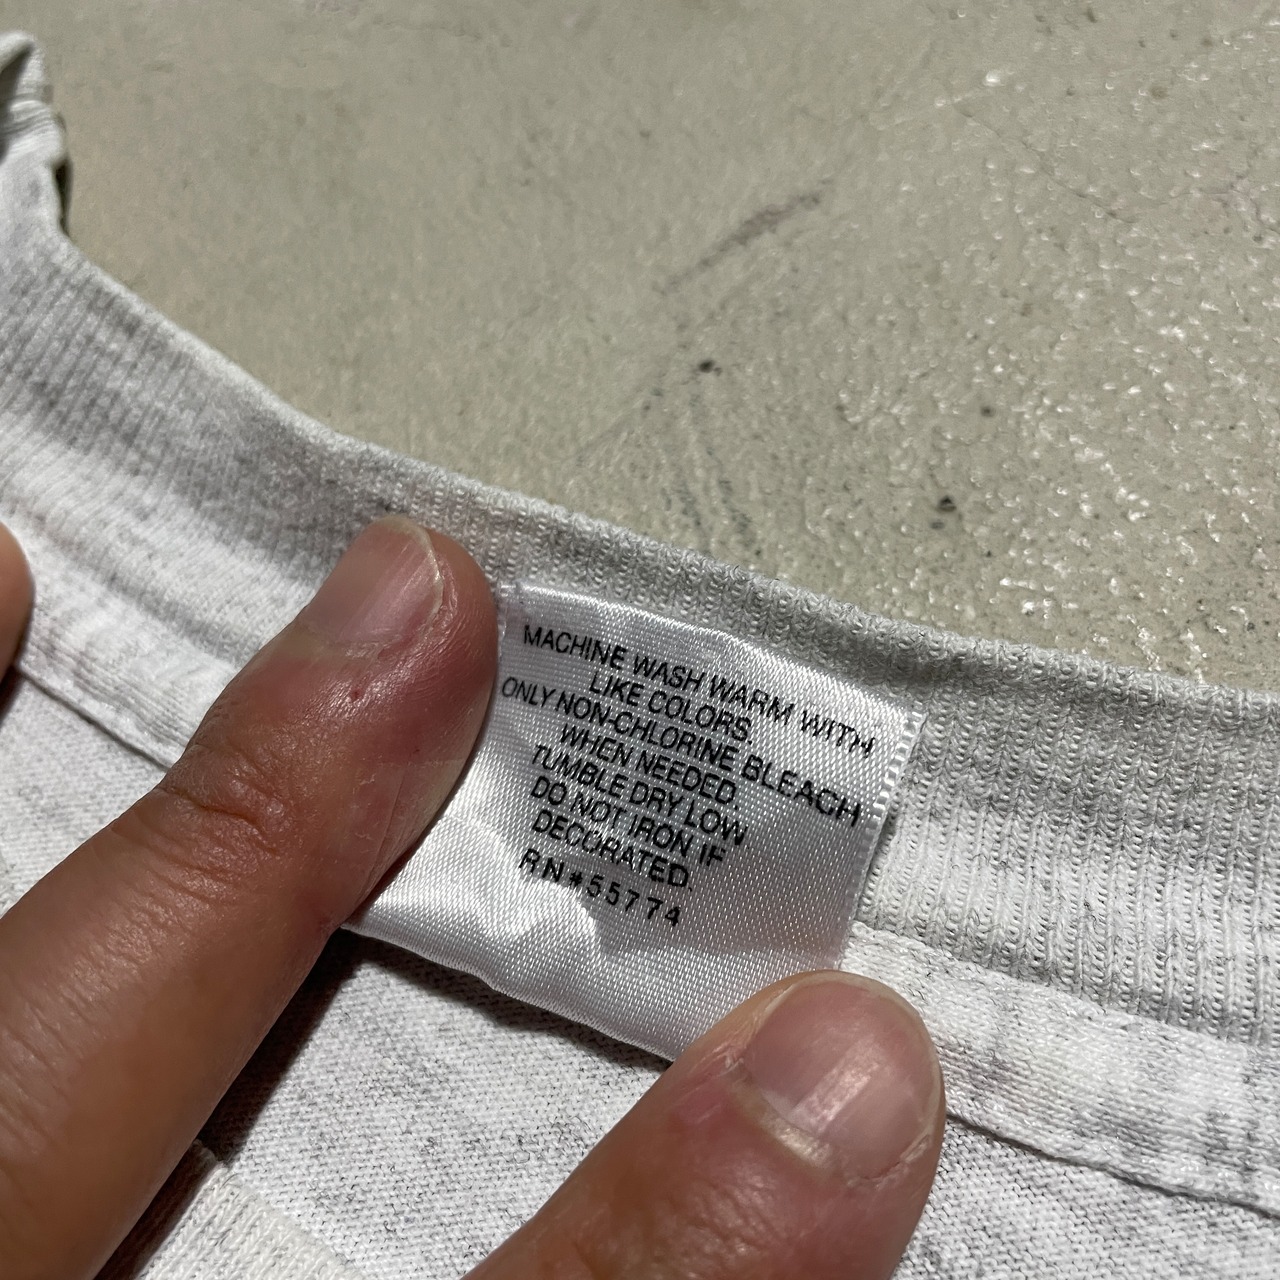 MACHINE WASH WARM WITH
LIKE COLORS.
ONLY NON-CHLORINE BLEACH
WHEN NEEDED.
TUMBLE DRY LOW
DO NOT IRON IF
DECORATED.
RN*55774